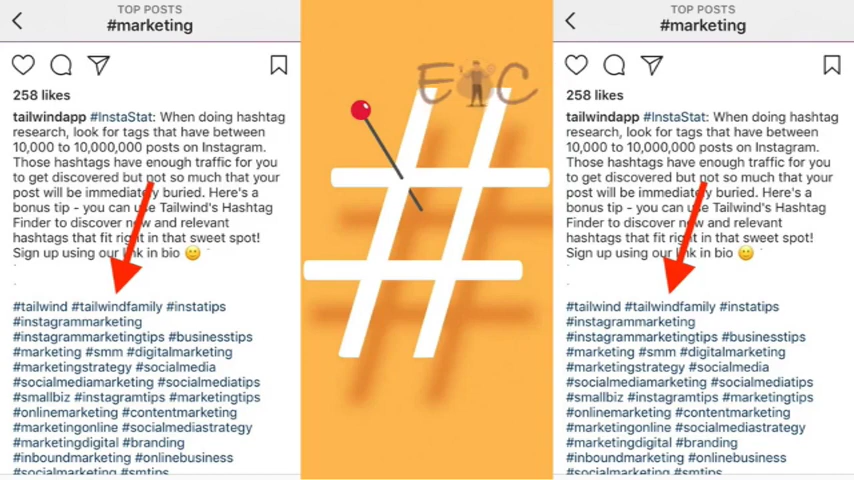 TOP POSTS
#marketing
258 likes
tailwindapp #InstaStat: When doing hashtag
research, look for tags that have between
10,000 to 10,000,000 posts on Instagram.
Those hashtags have enough traffic for you
to get discovered but not so much that your
post will be immediately buried. Here's a
bonus tip - you can use Tailwind's Hashtag
Finder to discover new and relevant
hashtags that fit right in that sweet spot!
Sign up using our link in bio 🙂
.
.
#tailwind #tailwindfamily #instatips
#instagrammarketing
#instagrammarketingtips #businesstips
#marketing #smm #digitalmarketing
#marketingstrategy #socialmedia
#socialmediamarketing #socialmediatips
#smallbiz #instagramtips #marketingtips
#onlinemarketing #contentmarketing
#marketingonline #socialmediastrategy
#marketingdigital #branding
#inboundmarketing #onlinebusiness
#socialmarketing #smtips
EOC
#
TOP POSTS
#marketing
258 likes
tailwindapp #InstaStat: When doing hashtag
research, look for tags that have between
10,000 to 10,000,000 posts on Instagram.
Those hashtags have enough traffic for you
to get discovered but not so much that your
post will be immediately buried. Here's a
bonus tip - you can use Tailwind's Hashtag
Finder to discover new and relevant
hashtags that fit right in that sweet spot!
Sign up using our link in bio 🙂
.
.
#tailwind #tailwindfamily #instatips
#instagrammarketing
#instagrammarketingtips #businesstips
#marketing #smm #digitalmarketing
#marketingstrategy #socialmedia
#socialmediamarketing #socialmediatips
#smallbiz #instagramtips #marketingtips
#onlinemarketing #contentmarketing
#marketingonline #socialmediastrategy
#marketingdigital #branding
#inboundmarketing #onlinebusiness
#socialmarketing #smtips